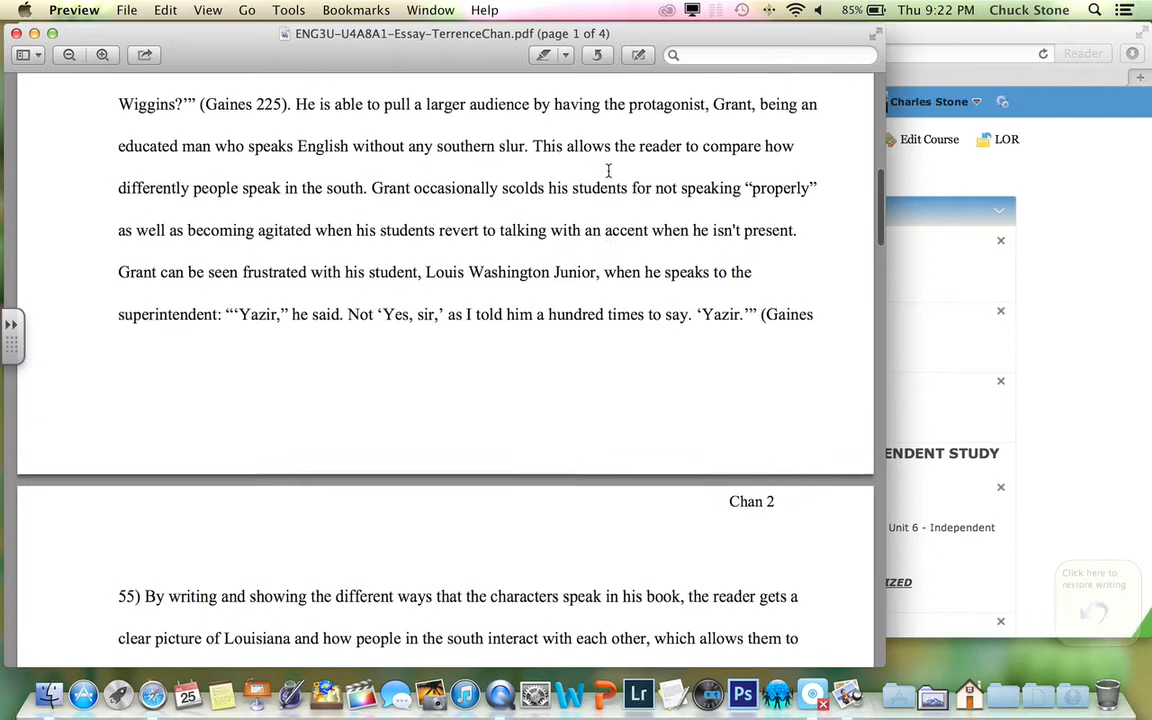 Preview File Edit View Go Tools Bookmarks Window Help 85% Thu 9:22 PM Chuck Stone
ENG3U-U4A8A1-Essay-TerrenceChan.pdf (page 1 of 4)
Reader
Charles Stone
Edit Course LOR
Wiggins?’” (Gaines 225). He is able to pull a larger audience by having the protagonist, Grant, being an
educated man who speaks English without any southern slur. This allows the reader to compare how
differently people speak in the south. Grant occasionally scolds his students for not speaking “properly”
as well as becoming agitated when his students revert to talking with an accent when he isn't present.
Grant can be seen frustrated with his student, Louis Washington Junior, when he speaks to the
superintendent: “‘Yazir,” he said. Not ‘Yes, sir,’ as I told him a hundred times to say. ‘Yazir.’” (Gaines
ENDENT STUDY
Chan 2
Unit 6 - Independent
IZED
Click here to
restore writing
55) By writing and showing the different ways that the characters speak in his book, the reader gets a
clear picture of Louisiana and how people in the south interact with each other, which allows them to
25
Lr
Ps